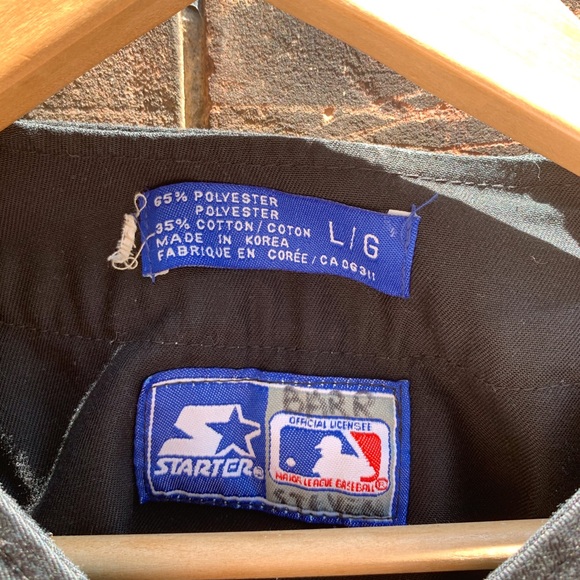 65% POLYESTER
POLYESTER
35% COTTON/COTON
MADE IN KOREA
FABRIQUE EN CORÉE/CA 06311
L/G
STARTER®
BARR
OFFICIAL LICENSEE
MAJOR LEAGUE BASEBALL®